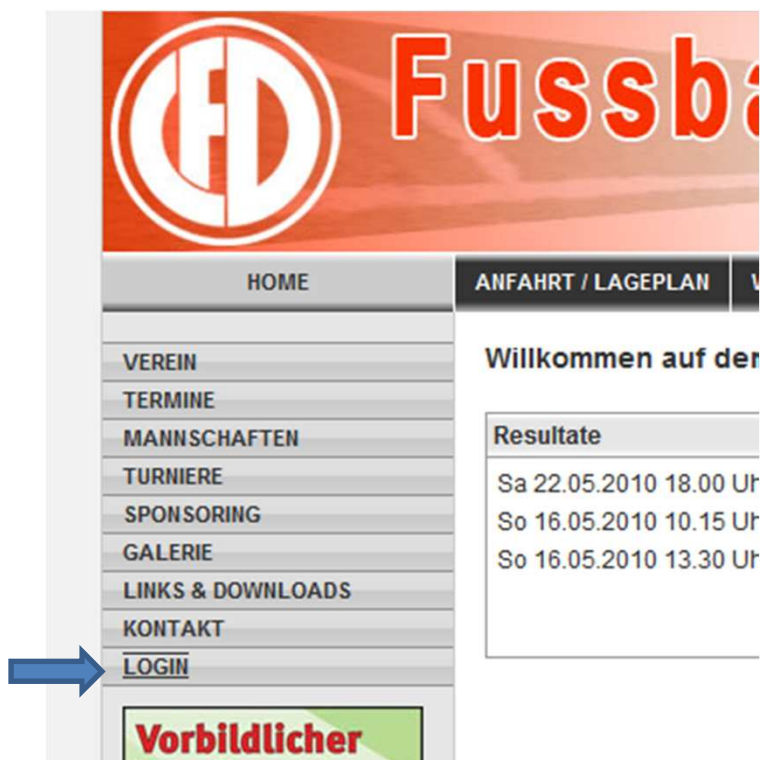 CFD
Fussba
HOME
ANFAHRT / LAGEPLAN
VEREIN
TERMINE
MANNSCHAFTEN
TURNIERE
SPONSORING
GALERIE
LINKS & DOWNLOADS
KONTAKT
LOGIN
Vorbildlicher
Willkommen auf der
Resultate
Sa 22.05.2010 18.00 Uh
So 16.05.2010 10.15 Uh
So 16.05.2010 13.30 Uh